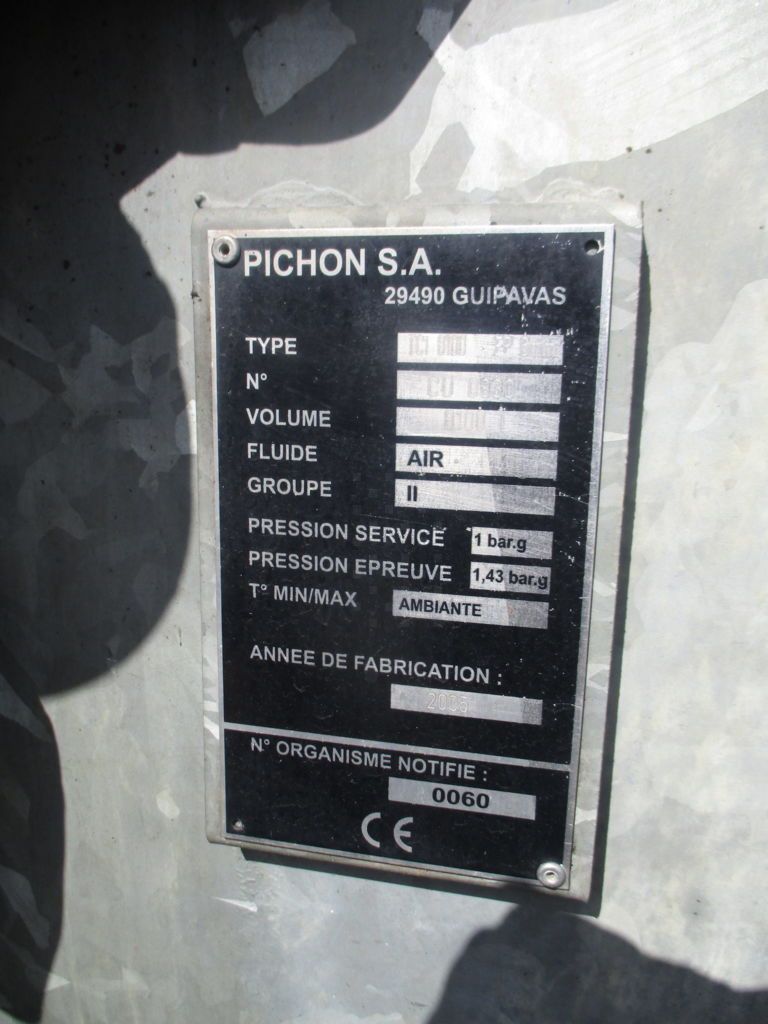 PICHON S.A.
29490 GUIPAVAS
TYPE
N°
VOLUME
FLUIDE AIR
GROUPE II
PRESSION SERVICE 1 bar.g
PRESSION EPREUVE 1,43 bar.g
T° MIN/MAX AMBIANTE
ANNEE DE FABRICATION :
2005
N° ORGANISME NOTIFIE :
0060
CE